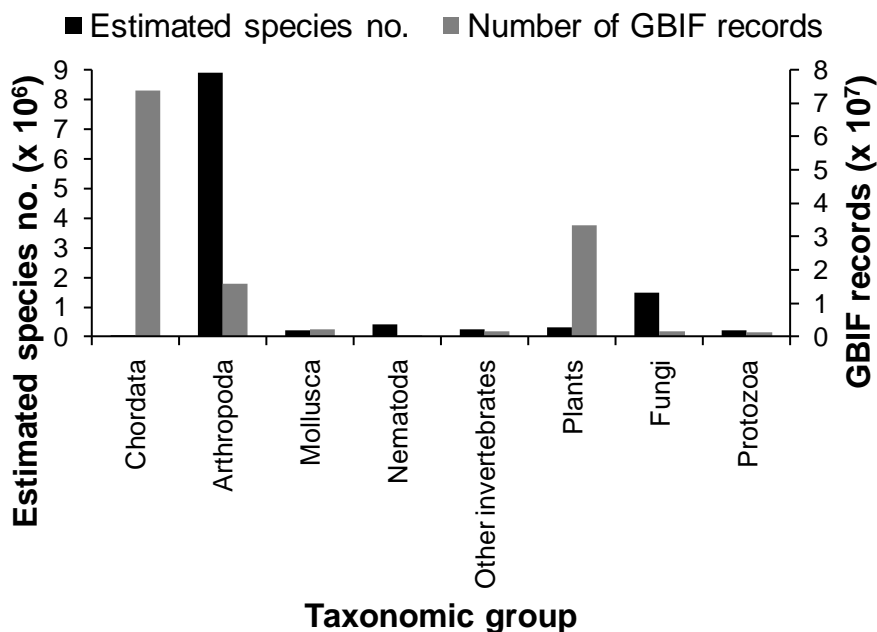 Estimated species no. Number of GBIF records
Estimated species no. (x 10⁶)
9
8
7
6
5
4
3
2
1
0
8
7
6
5
4
3
2
1
0
GBIF records (x 10⁷)
Chordata
Arthropoda
Mollusca
Nematoda
Other invertebrates
Plants
Fungi
Protozoa
Taxonomic group